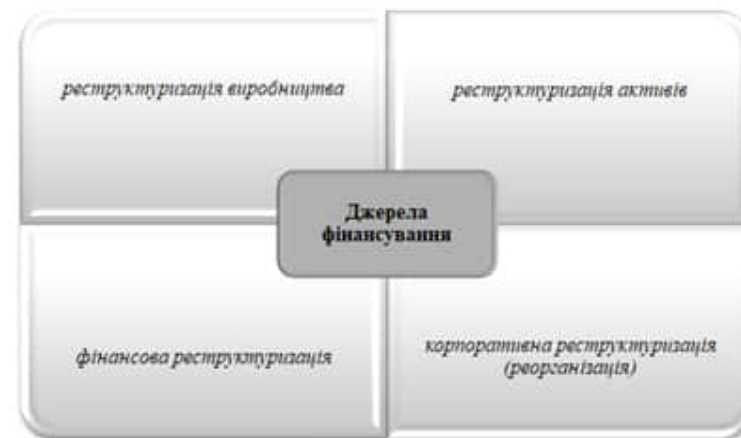 реструктуризація виробництва
реструктуризація активів
Джерела
фінансування
фінансова реструктуризація
корпоративна реструктуризація
(реорганізація)